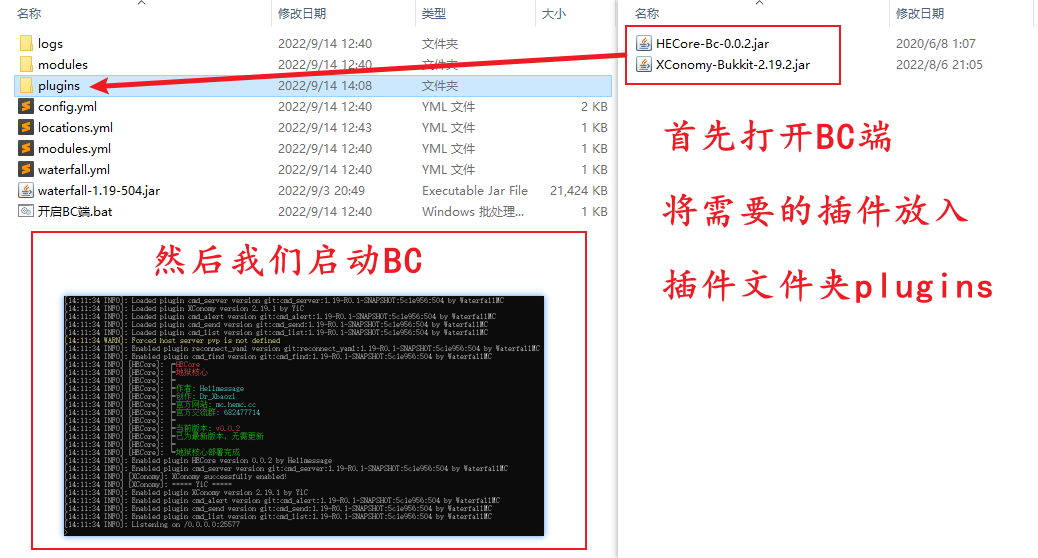 名称 修改日期 类型 大小
logs 2022/9/14 12:40 文件夹
modules 2022/9/14 12:40 文件夹
plugins 2022/9/14 14:08 文件夹
config.yml 2022/9/14 12:40 YML 文件 2 KB
locations.yml 2022/9/14 12:43 YML 文件 1 KB
modules.yml 2022/9/14 12:40 YML 文件 1 KB
waterfall.yml 2022/9/14 12:40 YML 文件 1 KB
waterfall-1.19-504.jar 2022/9/3 20:49 Executable Jar File 21,424 KB
开启BC端.bat 2022/9/14 12:40 Windows 批处理... 1 KB
名称 修改日期
HECore-Bc-0.0.2.jar 2020/6/8 1:07
XConomy-Bukkit-2.19.2.jar 2022/8/6 21:05
首先打开BC端
将需要的插件放入
插件文件夹plugins
然后我们启动BC
[14:11:34 INFO]: Loaded plugin cmd_server version git:cmd_server:1.19-R0.1-SNAPSHOT:5c1e956:504 by WaterfallMC
[14:11:34 INFO]: Loaded plugin XConomy version 2.19.1 by YiC
[14:11:34 INFO]: Loaded plugin cmd_alert version git:cmd_alert:1.19-R0.1-SNAPSHOT:5c1e956:504 by WaterfallMC
[14:11:34 INFO]: Loaded plugin cmd_send version git:cmd_send:1.19-R0.1-SNAPSHOT:5c1e956:504 by WaterfallMC
[14:11:34 INFO]: Loaded plugin cmd_list version git:cmd_list:1.19-R0.1-SNAPSHOT:5c1e956:504 by WaterfallMC
[14:11:34 WARN]: Forced host server pvp is not defined
[14:11:34 INFO]: Enabled plugin reconnect_yaml version git:reconnect_yaml:1.19-R0.1-SNAPSHOT:5c1e956:504 by WaterfallMC
[14:11:34 INFO]: Enabled plugin cmd_find version git:cmd_find:1.19-R0.1-SNAPSHOT:5c1e956:504 by WaterfallMC
[14:11:34 INFO] [HBCore]: HBCore
[14:11:34 INFO] [HBCore]: 地狱核心
[14:11:34 INFO] [HBCore]:
[14:11:34 INFO] [HBCore]: 作者: Hellmessage
[14:11:34 INFO] [HBCore]: 创作: Dr_Xbaozi
[14:11:34 INFO] [HBCore]: 官方网站: mc.hemc.cc
[14:11:34 INFO] [HBCore]: 官方交流群: 682477714
[14:11:34 INFO] [HBCore]:
[14:11:34 INFO] [HBCore]: 当前版本: v0.0.2
[14:11:34 INFO] [HBCore]: 已为最新版本，无需更新
[14:11:34 INFO] [HBCore]:
[14:11:34 INFO] [HBCore]: 地狱核心部署完成
[14:11:34 INFO]: Enabled plugin HBCore version 0.0.2 by Hellmessage
[14:11:34 INFO]: Enabled plugin cmd_server version git:cmd_server:1.19-R0.1-SNAPSHOT:5c1e956:504 by WaterfallMC
[14:11:34 INFO] [XConomy]: XConomy successfully enabled!
[14:11:34 INFO] [XConomy]: ===== YiC =====
[14:11:34 INFO]: Enabled plugin XConomy version 2.19.1 by YiC
[14:11:34 INFO]: Enabled plugin cmd_alert version git:cmd_alert:1.19-R0.1-SNAPSHOT:5c1e956:504 by WaterfallMC
[14:11:34 INFO]: Enabled plugin cmd_send version git:cmd_send:1.19-R0.1-SNAPSHOT:5c1e956:504 by WaterfallMC
[14:11:34 INFO]: Enabled plugin cmd_list version git:cmd_list:1.19-R0.1-SNAPSHOT:5c1e956:504 by WaterfallMC
[14:11:34 INFO]: Listening on /0.0.0.0:25577
>